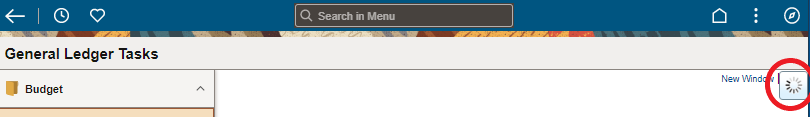 Search in Menu
General Ledger Tasks
New Window
Budget